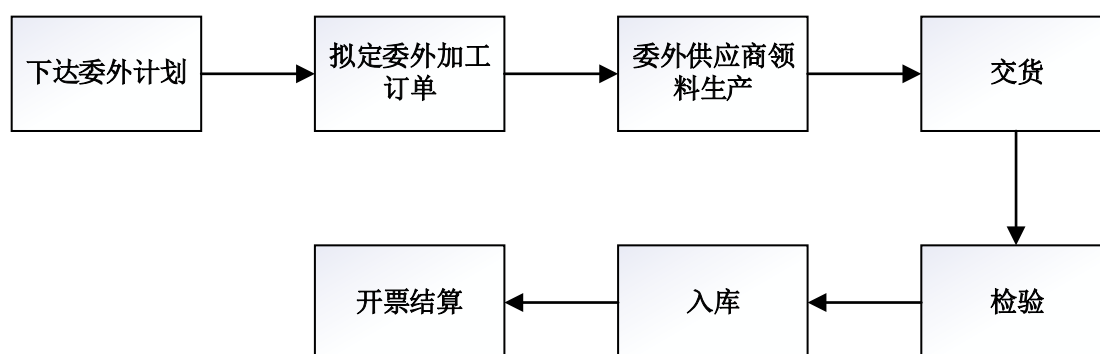 下达委外计划
拟定委外加工
订单
委外供应商领
料生产
交货
检验
入库
开票结算